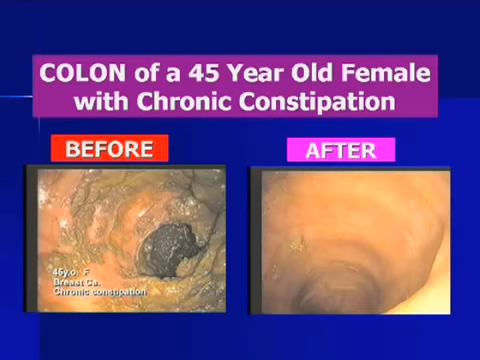 COLON of a 45 Year Old Female
with Chronic Constipation
BEFORE
AFTER
45y.o. F
Breast Ca.
Chronic constipation